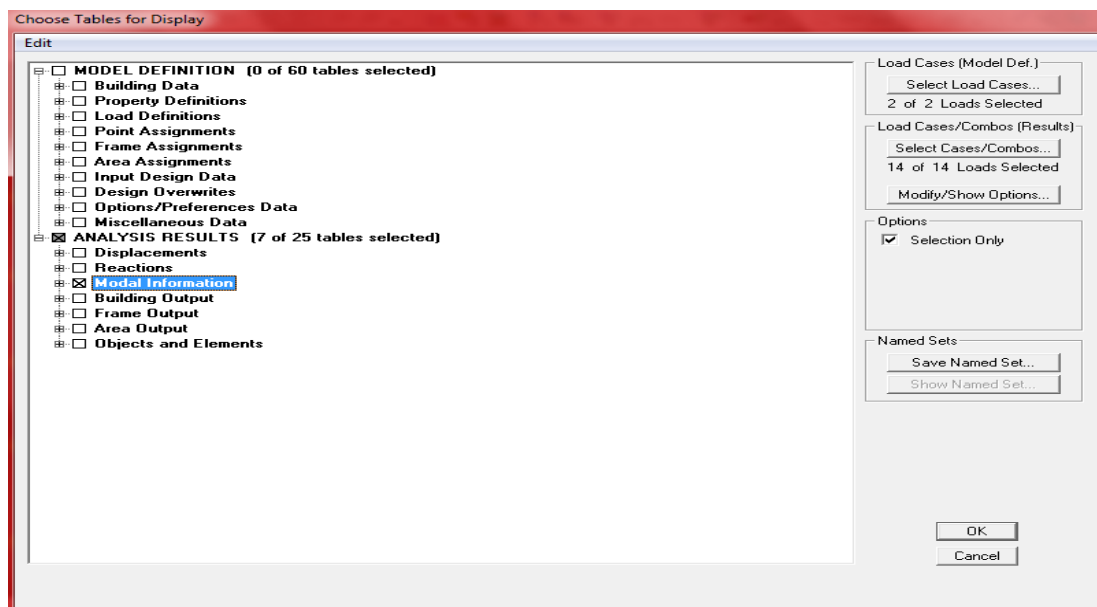 Choose Tables for Display
Edit
MODEL DEFINITION (0 of 60 tables selected)
Building Data
Property Definitions
Load Definitions
Point Assignments
Frame Assignments
Area Assignments
Input Design Data
Design Overwrites
Options/Preferences Data
Miscellaneous Data
ANALYSIS RESULTS (7 of 25 tables selected)
Displacements
Reactions
Modal Information
Building Output
Frame Output
Area Output
Objects and Elements
Load Cases (Model Def.)
Select Load Cases...
2 of 2 Loads Selected
Load Cases/Combos (Results)
Select Cases/Combos...
14 of 14 Loads Selected
Modify/Show Options...
Options
Selection Only
Named Sets
Save Named Set...
Show Named Set...
OK
Cancel